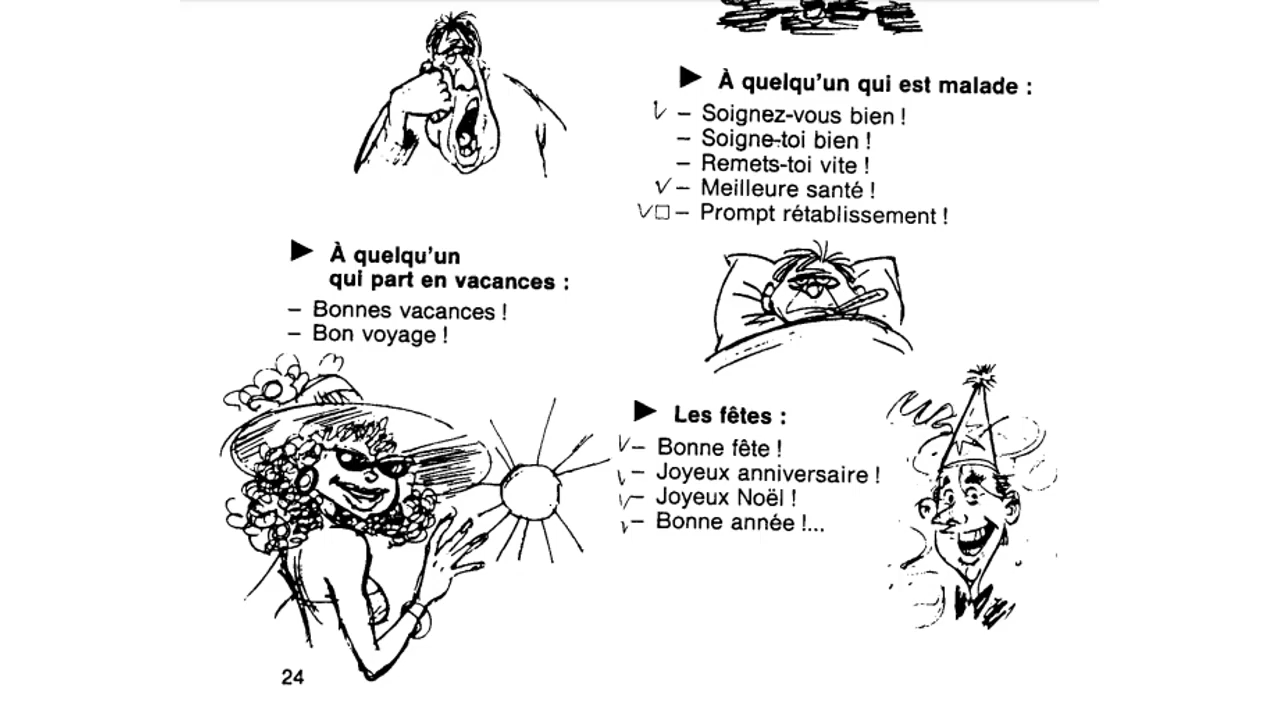 ► À quelqu'un qui est malade :
– Soignez-vous bien !
– Soigne-toi bien !
– Remets-toi vite !
– Meilleure santé !
□ – Prompt rétablissement !
► À quelqu'un
qui part en vacances :
– Bonnes vacances !
– Bon voyage !
► Les fêtes :
– Bonne fête !
– Joyeux anniversaire !
– Joyeux Noël !
– Bonne année !...
24